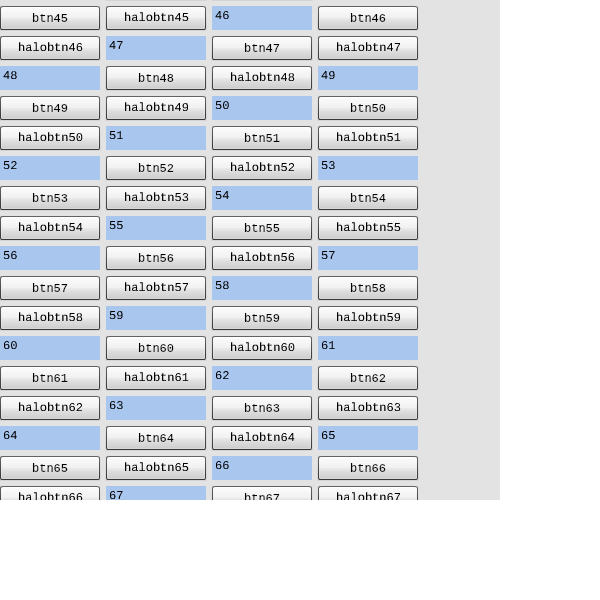 btn45 halobtn45 46 btn46
halobtn46 47 btn47 halobtn47
48 btn48 halobtn48 49
btn49 halobtn49 50 btn50
halobtn50 51 btn51 halobtn51
52 btn52 halobtn52 53
btn53 halobtn53 54 btn54
halobtn54 55 btn55 halobtn55
56 btn56 halobtn56 57
btn57 halobtn57 58 btn58
halobtn58 59 btn59 halobtn59
60 btn60 halobtn60 61
btn61 halobtn61 62 btn62
halobtn62 63 btn63 halobtn63
64 btn64 halobtn64 65
btn65 halobtn65 66 btn66
halobtn66 67 btn67 halobtn67